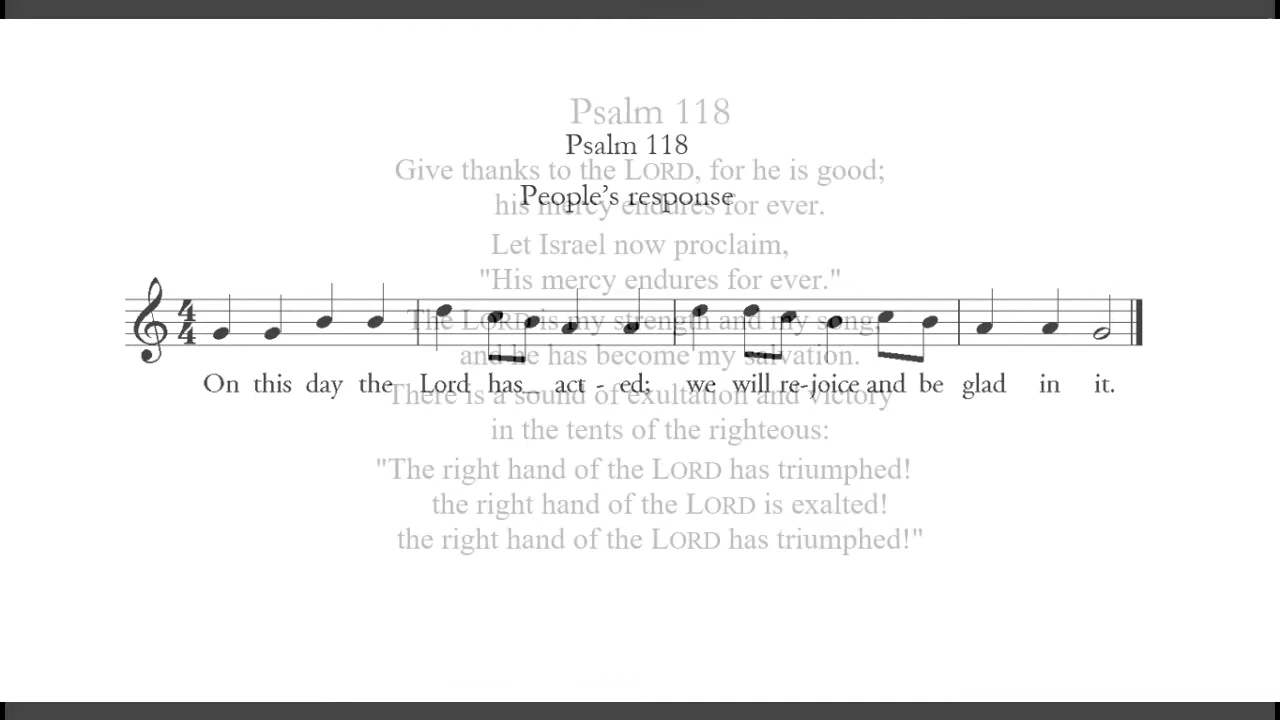 Psalm 118
Psalm 118
Give thanks to the LORD, for he is good;
People's response
his mercy endures for ever.
Let Israel now proclaim,
"His mercy endures for ever."
4
4
The LORD is my strength and my song,
and he has become my salvation.
On this day the Lord has_ act - ed; we will re-joice and be glad in it.
There is a sound of exultation and victory
in the tents of the righteous:
"The right hand of the LORD has triumphed!
the right hand of the LORD is exalted!
the right hand of the LORD has triumphed!"